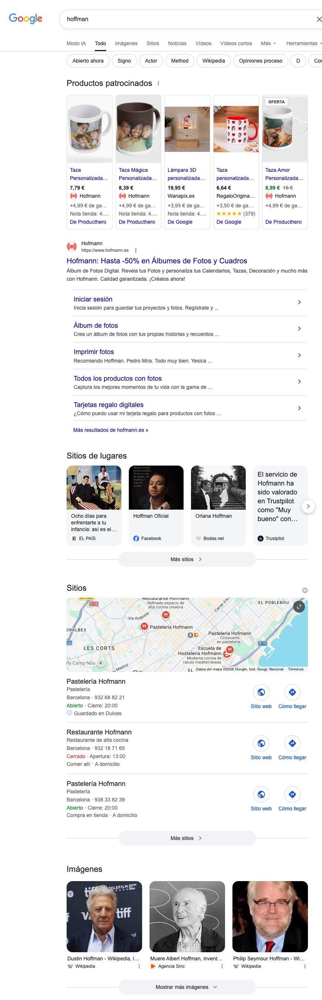 Google
hoffman
Modo IA
Todo
Imágenes
Sitios
Noticias
Vídeos
Vídeos cortos
Más
Herramientas
Abierto ahora
Signo
Actor
Method
Wikipedia
Opiniones proceso
D
Productos patrocinados
OFERTA
Taza
Personalizada...
7,79 €
Hofmann
+4,99 € de ga...
Nota tienda: 4....
De Producthero
Taza Mágica
Personalizada...
8,39 €
Hofmann
+4,99 € de ga...
Nota tienda: 4....
De Producthero
Lámpara 3D
personalizada...
19,95 €
Wanapix.es
+3,95 € de ga...
Nota tienda: 4....
De Google
Taza
personalizada...
6,64 €
RegaloOrigina...
+3,50 € de ga...
(379)
De Google
Taza Amor
Personalizada...
8,99 € 15 €
Hofmann
+4,99 € de ga...
De Producthero
Hofmann
https://www.hofmann.es
Hofmann: Hasta -50% en Álbumes de Fotos y Cuadros
Álbum de Fotos Digital. Revela tus Fotos y personaliza tus Calendarios, Tazas, Decoración y mucho más
con Hofmann. Calidad garantizada. ¡Créalos ahora!
Iniciar sesión
Inicia sesión para guardar tus proyectos y fotos. Regístrate y ...
Álbum de fotos
Crea un álbum de fotos con tus propias historias y recuerdos ...
Imprimir fotos
Recomiendo Hoffman. Pedro Mira. Todo muy bien. Yesica ...
Todos los productos con fotos
Captura los mejores momentos de tu vida con la gama de ...
Tarjetas regalo digitales
¿Cómo puedo usar mi tarjeta regalo para productos con fotos ...
Más resultados de hofmann.es »
Sitios de lugares
Ocho días para
enfrentarte a tu
infancia: así es el...
EL PAÍS
Hoffman Oficial
Facebook
Oriana Hoffman
Bodas.net
El servicio de
Hofmann ha
sido valorado
en Trustpilot
como "Muy
bueno" con...
Trustpilot
Más sitios
Sitios
C-16
Restaurante Hofmann
Refinado espacio de
alta cocina creativa
EL POBLENOU
Vía Augusta
Carrer d'Ar
Pastelería Hofmann
DRALBES
Pastelería Hofmann
Croissants
en pastelería...
B-10
20
LES CORTS
Escuela de
Hostelería Hofmann
Moderna cocina de
raíces mediterráneas
ify Camp Nou
e Madrid
EL
Datos del mapa ©2026 Google, Inst. Geogr. Nacional
Términos
Pastelería Hofmann
Pastelería
Barcelona · 932 68 82 21
Abierto · Cierre: 20:00
Guardado en Dulces
Sitio web
Cómo llegar
Restaurante Hofmann
Restaurante de alta cocina
Barcelona · 932 18 71 65
Cerrado · Apertura: 13:00
Comer allí · A domicilio
Sitio web
Cómo llegar
Pastelería Hofmann
Pastelería
Barcelona · 938 33 82 39
Abierto · Cierre: 20:00
Compra en tienda · A domicilio
Sitio web
Cómo llegar
Más sitios
Imágenes
TELEFILM
tiff
Dustin Hoffman - Wikipedia, l...
Wikipedia
Muere Albert Hoffman, invent...
Agencia Sinc
Philip Seymour Hoffman - Wi...
Wikipedia
Mostrar más imágenes